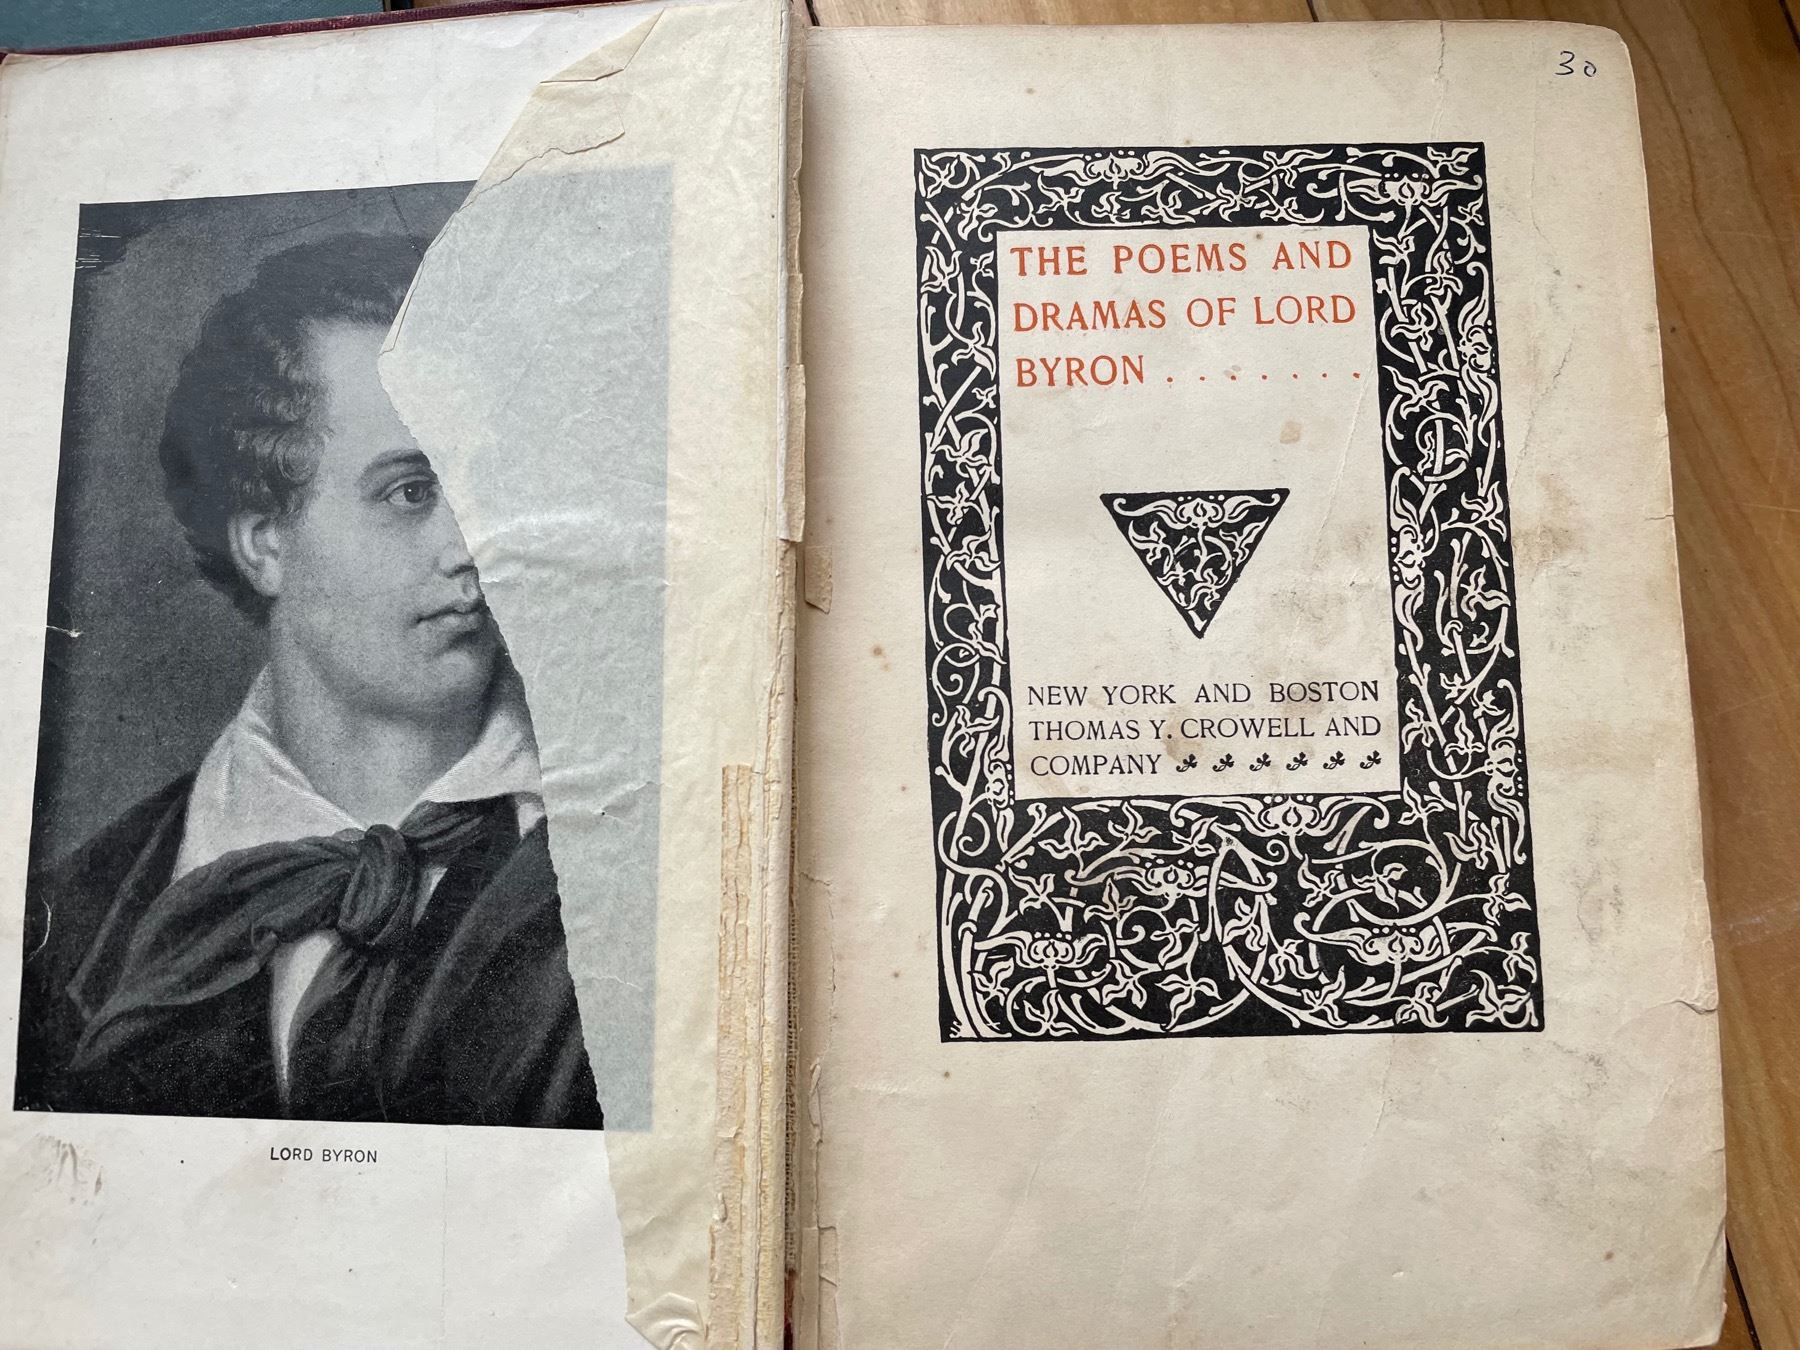 LORD BYRON
30
THE POEMS AND
DRAMAS OF LORD
BYRON . . . . . . .
NEW YORK AND BOSTON
THOMAS Y. CROWELL AND
COMPANY